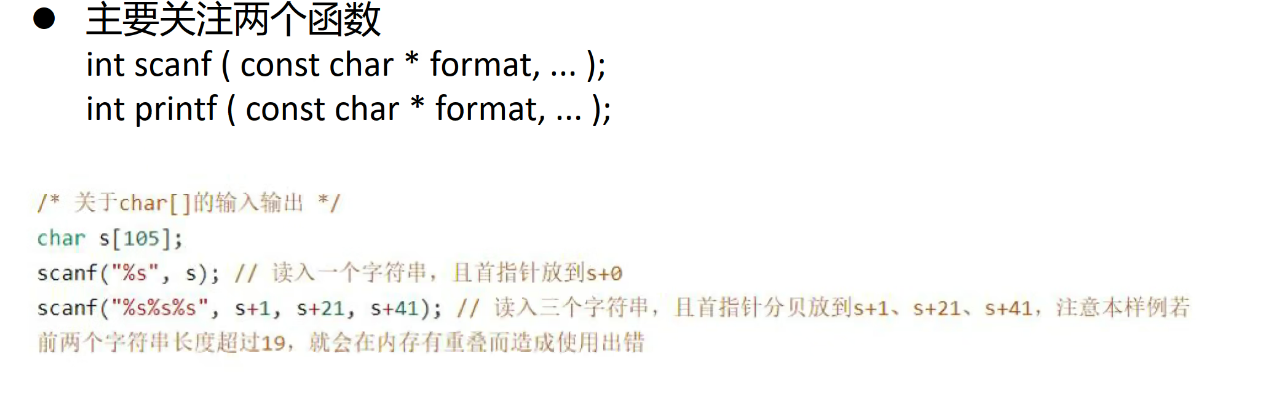 ● 主要关注两个函数
int scanf ( const char * format, ... );
int printf ( const char * format, ... );
/* 关于char[]的输入输出 */
char s[105];
scanf("%s", s); // 读入一个字符串，且首指针放到s+0
scanf("%s%s%s", s+1, s+21, s+41); // 读入三个字符串，且首指针分贝放到s+1、s+21、s+41，注意本样例若
前两个字符串长度超过19，就会在内存有重叠而造成使用出错